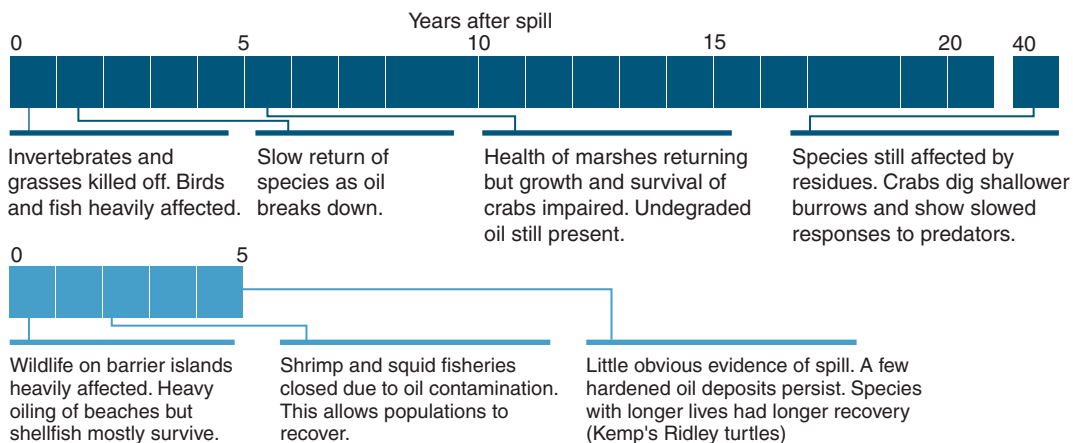 Years after spill
0 5 10 15 20 40
Invertebrates and
grasses killed off. Birds
and fish heavily affected.
Slow return of
species as oil
breaks down.
Health of marshes returning
but growth and survival of
crabs impaired. Undegraded
oil still present.
Species still affected by
residues. Crabs dig shallower
burrows and show slowed
responses to predators.
0 5
Wildlife on barrier islands
heavily affected. Heavy
oiling of beaches but
shellfish mostly survive.
Shrimp and squid fisheries
closed due to oil contamination.
This allows populations to
recover.
Little obvious evidence of spill. A few
hardened oil deposits persist. Species
with longer lives had longer recovery
(Kemp's Ridley turtles)